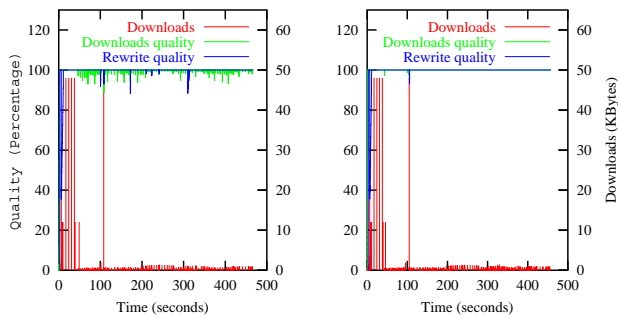 Downloads
Downloads quality
Rewrite quality
Quality (Percentage)
120
100
80
60
40
20
0
60
50
40
30
20
10
0
0 100 200 300 400 500
Time (seconds)
Downloads
Downloads quality
Rewrite quality
120
100
80
60
40
20
0
60
50
40
30
20
10
0
Downloads (KBytes)
0 100 200 300 400 500
Time (seconds)